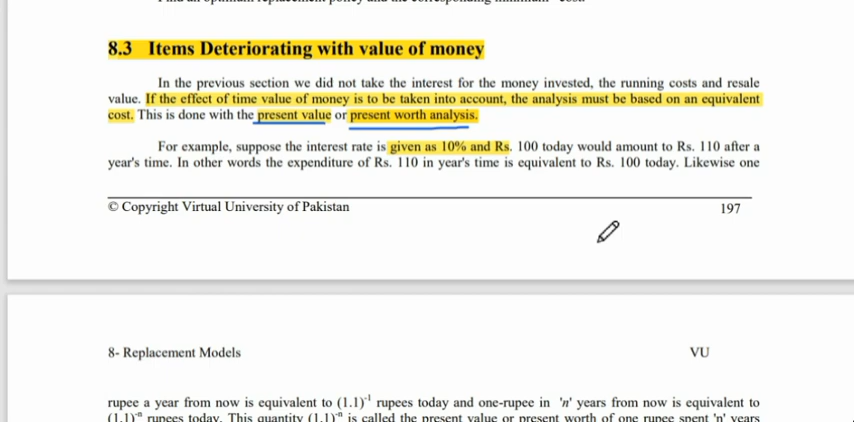 8.3 Items Deteriorating with value of money
In the previous section we did not take the interest for the money invested, the running costs and resale
value. If the effect of time value of money is to be taken into account, the analysis must be based on an equivalent
cost. This is done with the present value or present worth analysis.
For example, suppose the interest rate is given as 10% and Rs. 100 today would amount to Rs. 110 after a
year's time. In other words the expenditure of Rs. 110 in year's time is equivalent to Rs. 100 today. Likewise one
© Copyright Virtual University of Pakistan 197
8- Replacement Models VU
rupee a year from now is equivalent to (1.1)⁻¹ rupees today and one-rupee in 'n' years from now is equivalent to
(1.1)⁻ⁿ rupees today. This quantity (1.1)⁻ⁿ is called the present value or present worth of one rupee spent 'n' years